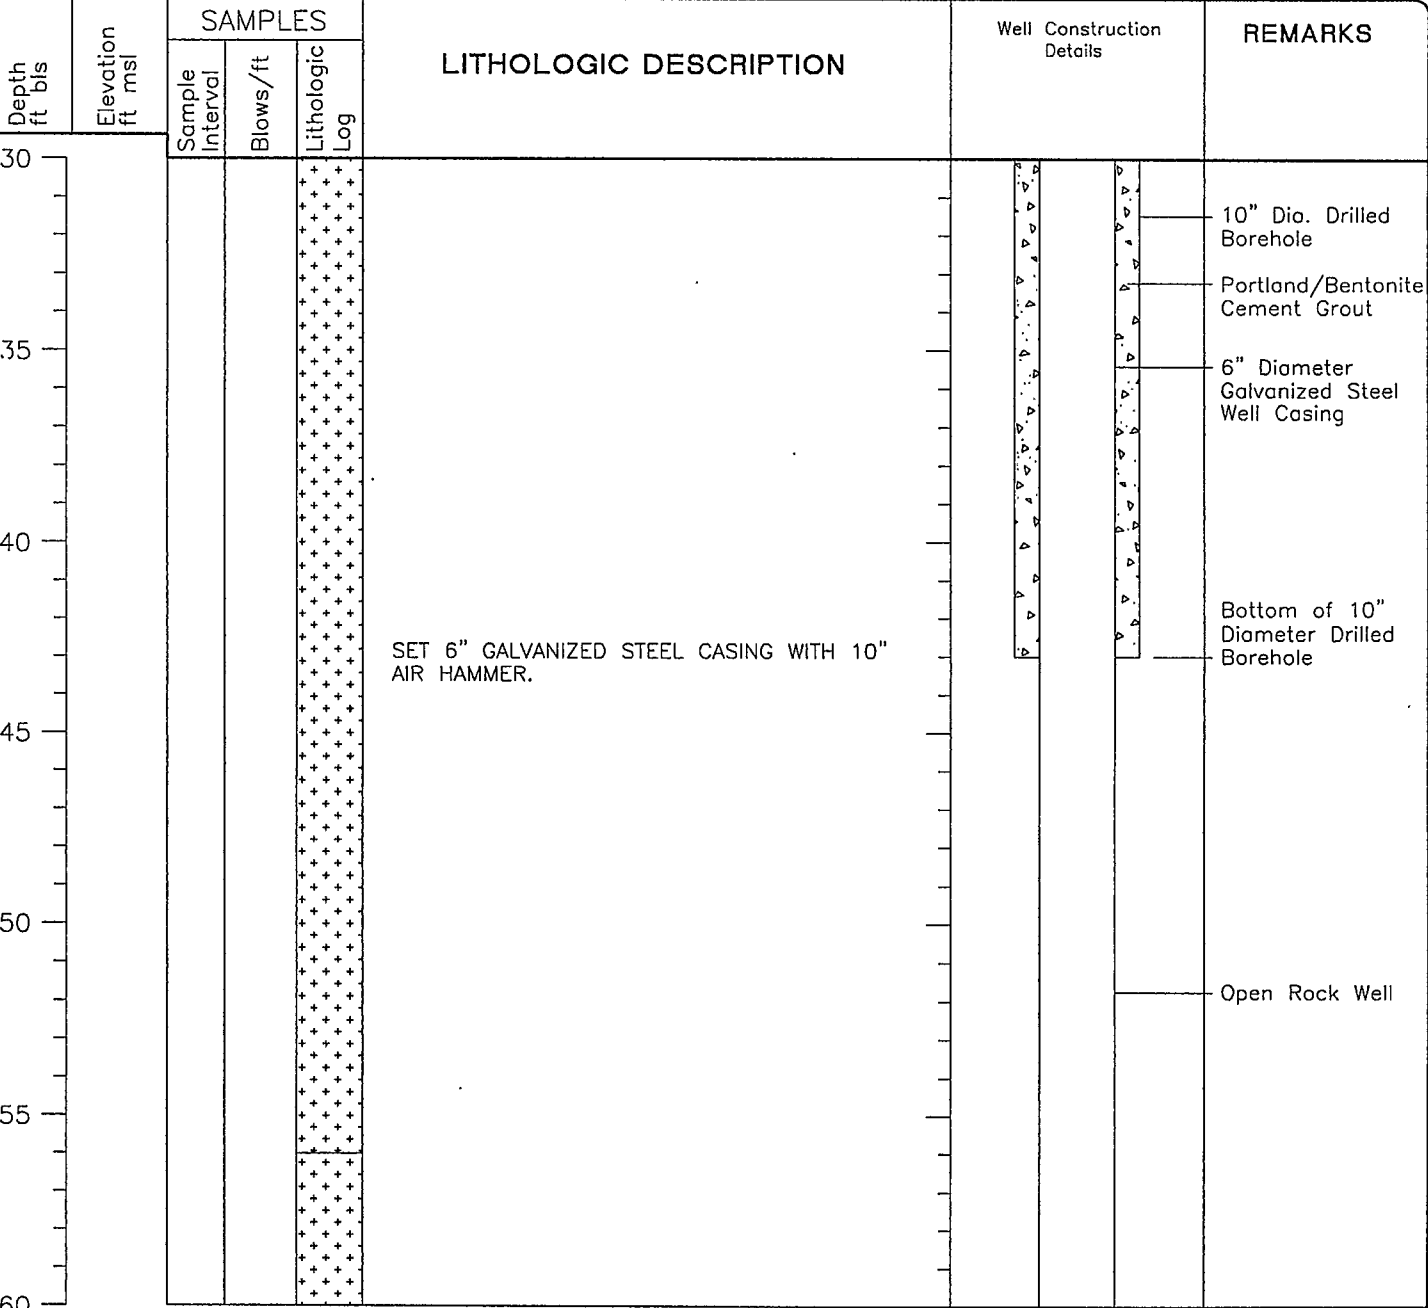 SAMPLES
Depth
ft bls
Elevation
ft msl
Sample
Interval
Blows/ft
Lithologic
Log
LITHOLOGIC DESCRIPTION
Well Construction
Details
REMARKS
30
35
40
45
50
55
60
SET 6" GALVANIZED STEEL CASING WITH 10"
AIR HAMMER.
10" Dia. Drilled
Borehole
Portland/Bentonite
Cement Grout
6" Diameter
Galvanized Steel
Well Casing
Bottom of 10"
Diameter Drilled
Borehole
Open Rock Well